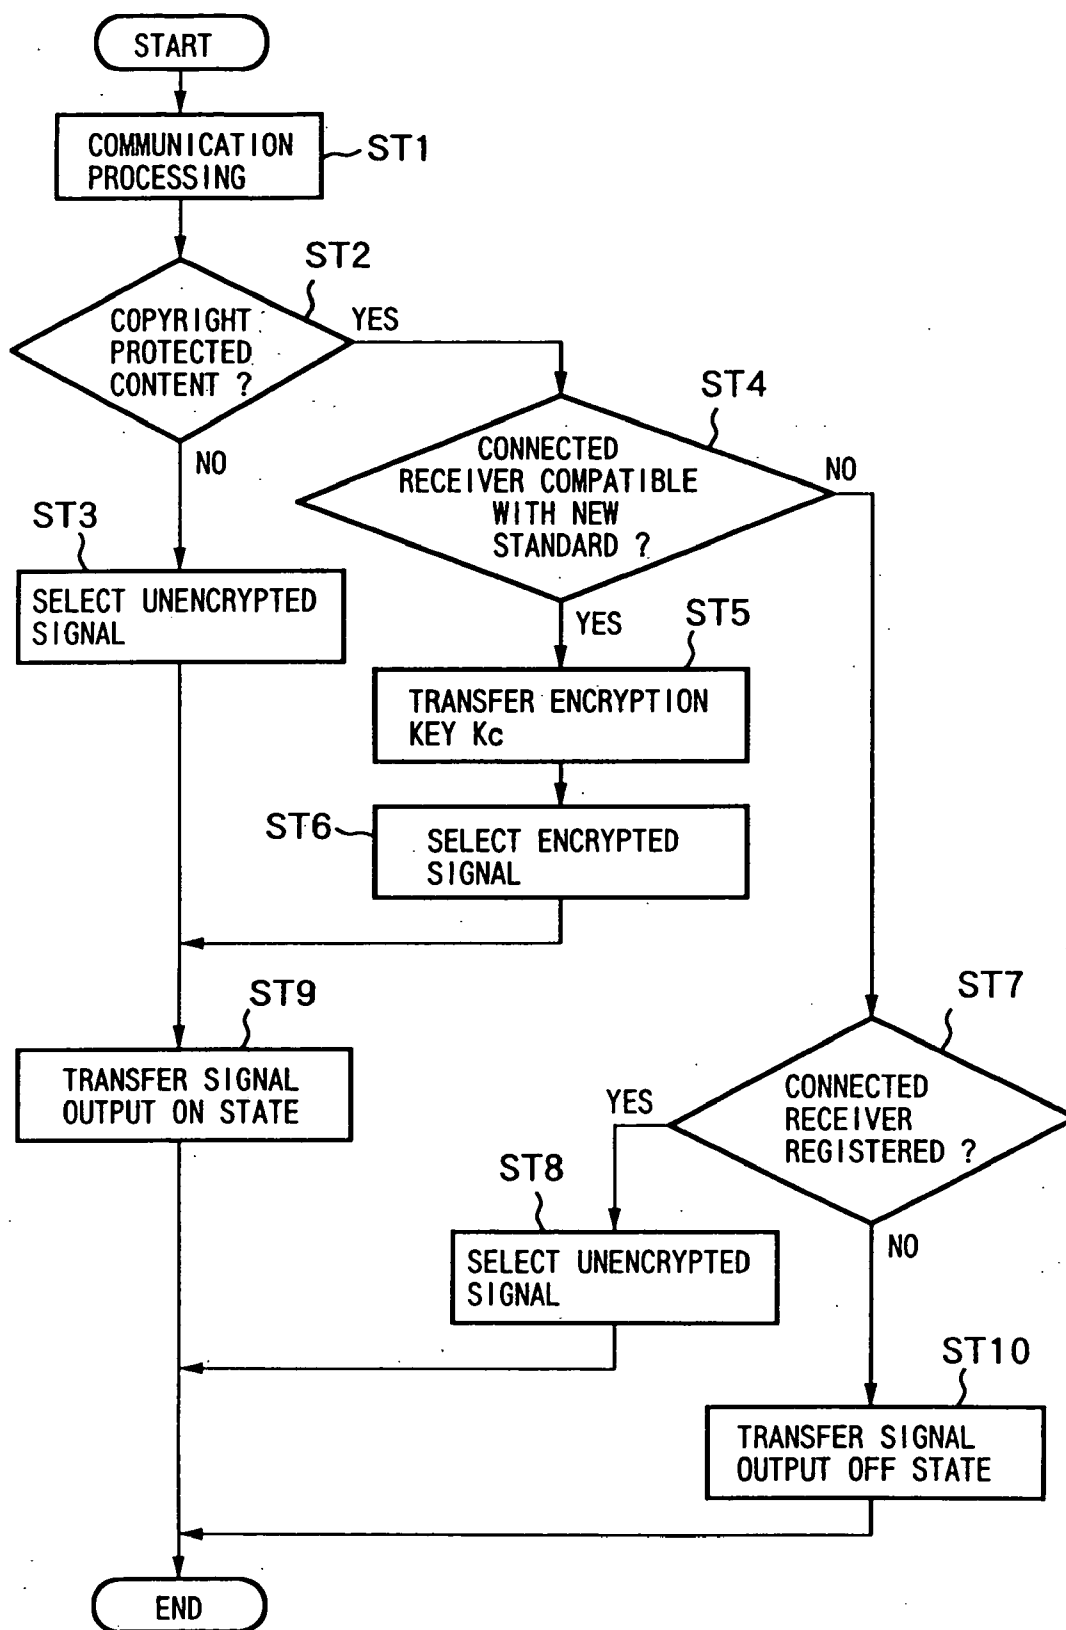 START
COMMUNICATION
PROCESSING
ST1
ST2
COPYRIGHT
PROTECTED
CONTENT ?
YES
NO
ST4
CONNECTED
RECEIVER COMPATIBLE
WITH NEW
STANDARD ?
NO
YES
ST3
SELECT UNENCRYPTED
SIGNAL
ST5
TRANSFER ENCRYPTION
KEY Kc
ST6
SELECT ENCRYPTED
SIGNAL
ST9
TRANSFER SIGNAL
OUTPUT ON STATE
ST7
CONNECTED
RECEIVER
REGISTERED ?
YES
NO
ST8
SELECT UNENCRYPTED
SIGNAL
ST10
TRANSFER SIGNAL
OUTPUT OFF STATE
END